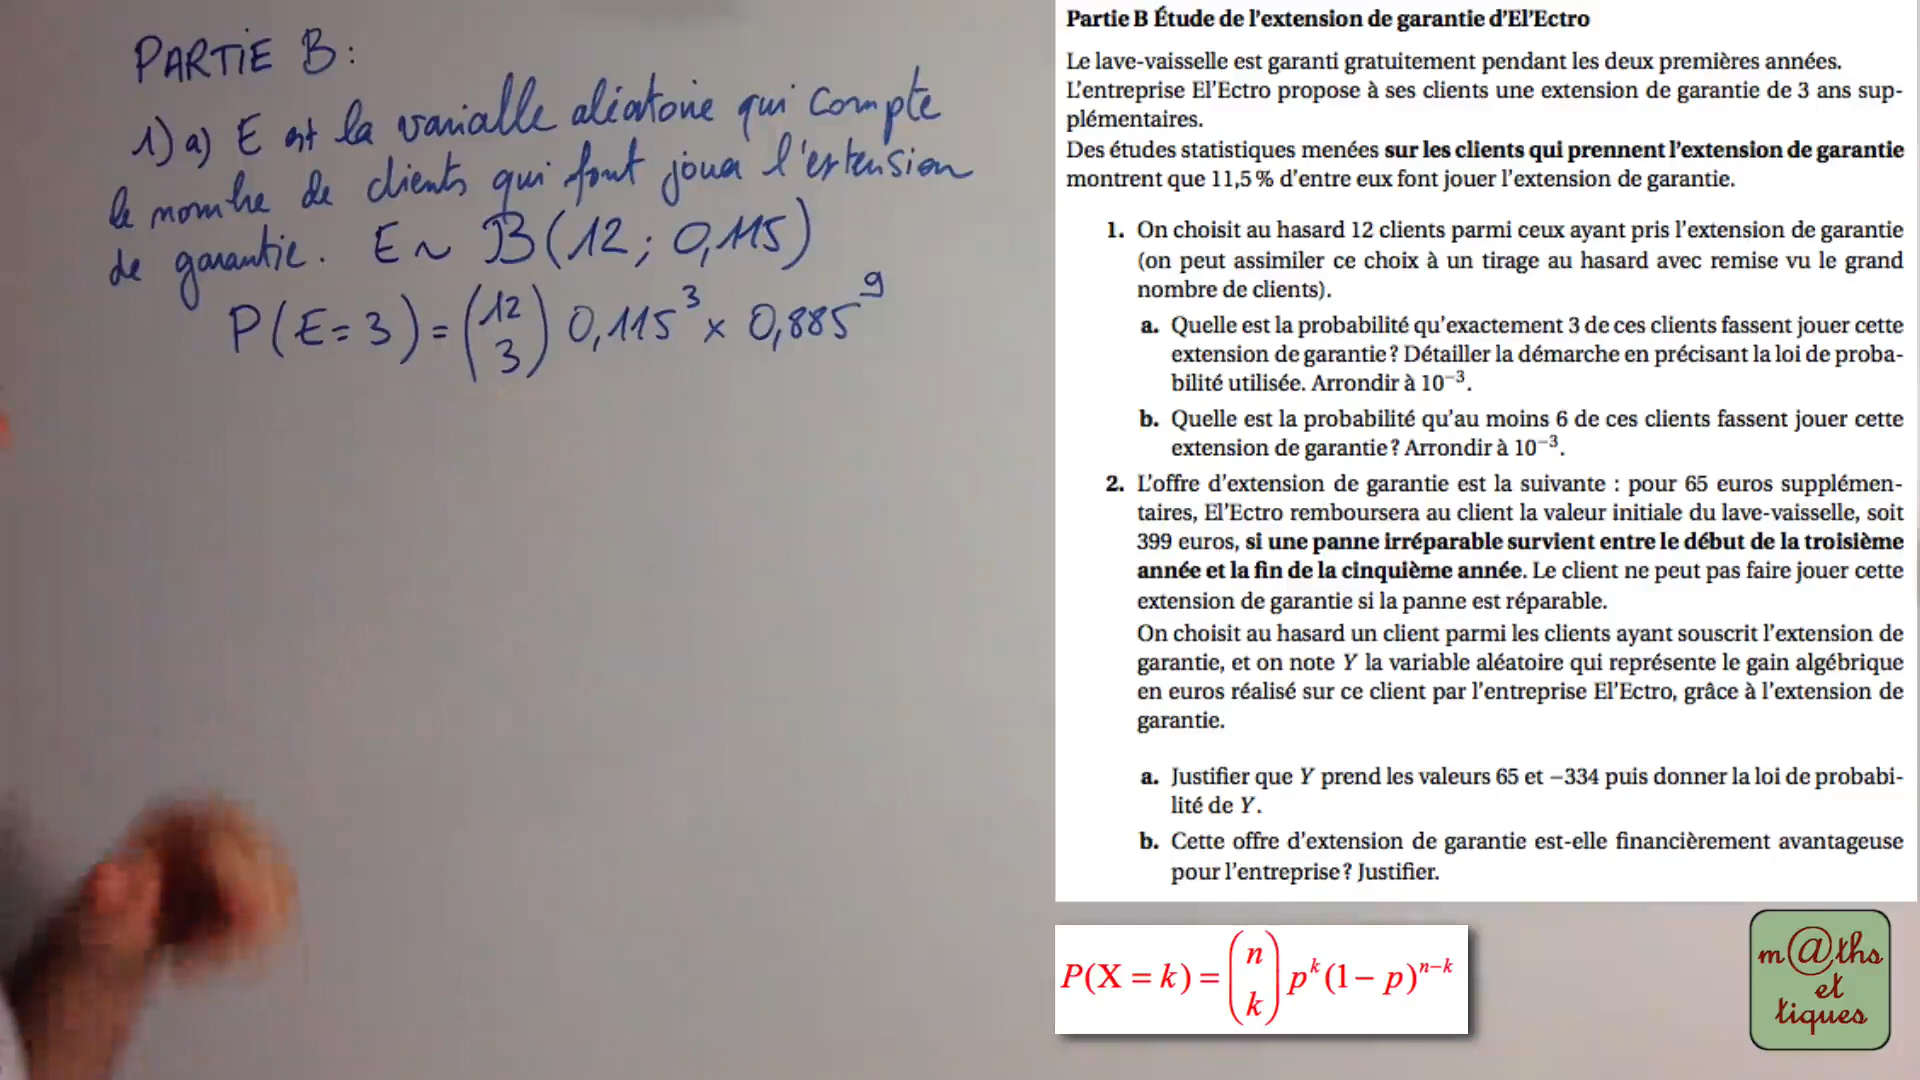 PARTIE B :
1) a) E est la variable aléatoire qui compte
le nombre de clients qui font jouer l'extension
de garantie. E ~ B(12 ; 0,115)
P(E=3) = (12 3) 0,115³ × 0,885⁹
Partie B Étude de l'extension de garantie d'El'Ectro
Le lave-vaisselle est garanti gratuitement pendant les deux premières années.
L'entreprise El'Ectro propose à ses clients une extension de garantie de 3 ans sup-
plémentaires.
Des études statistiques menées sur les clients qui prennent l'extension de garantie
montrent que 11,5 % d'entre eux font jouer l'extension de garantie.
1. On choisit au hasard 12 clients parmi ceux ayant pris l'extension de garantie
(on peut assimiler ce choix à un tirage au hasard avec remise vu le grand
nombre de clients).
a. Quelle est la probabilité qu'exactement 3 de ces clients fassent jouer cette
extension de garantie ? Détailler la démarche en précisant la loi de proba-
bilité utilisée. Arrondir à 10⁻³.
b. Quelle est la probabilité qu'au moins 6 de ces clients fassent jouer cette
extension de garantie ? Arrondir à 10⁻³.
2. L'offre d'extension de garantie est la suivante : pour 65 euros supplémen-
taires, El'Ectro remboursera au client la valeur initiale du lave-vaisselle, soit
399 euros, si une panne irréparable survient entre le début de la troisième
année et la fin de la cinquième année. Le client ne peut pas faire jouer cette
extension de garantie si la panne est réparable.
On choisit au hasard un client parmi les clients ayant souscrit l'extension de
garantie, et on note Y la variable aléatoire qui représente le gain algébrique
en euros réalisé sur ce client par l'entreprise El'Ectro, grâce à l'extension de
garantie.
a. Justifier que Y prend les valeurs 65 et −334 puis donner la loi de probabi-
lité de Y.
b. Cette offre d'extension de garantie est-elle financièrement avantageuse
pour l'entreprise ? Justifier.
P(X = k) = (n k) pᵏ(1 − p)ⁿ⁻ᵏ
m@ths
et
tiques